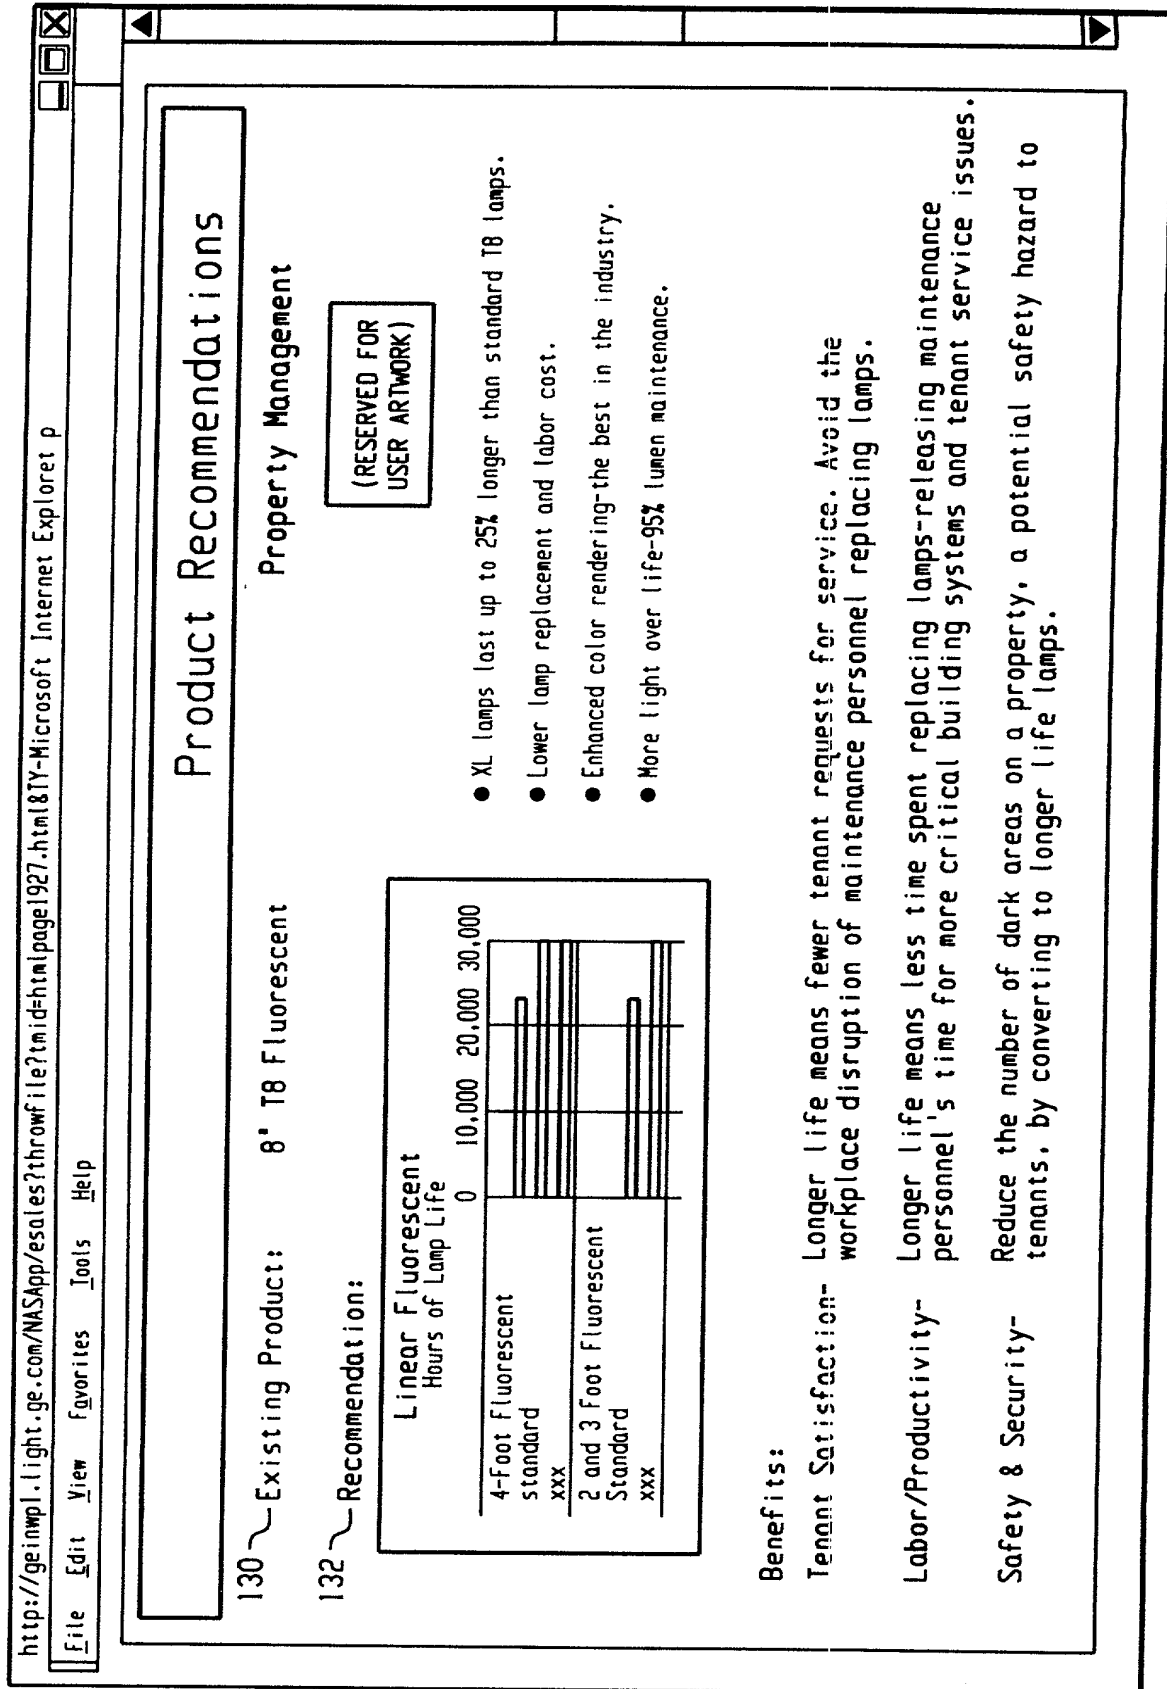 http://geinwpl.light.ge.com/NASApp/esales?throwfile?tmid=htmlpage1927.html&TY-Microsoft Internet Exploret p
File Edit View Favorites Tools Help
Product Recommendations
130 Existing Product: 8' T8 Fluorescent
Property Management
132 Recommendation:
(RESERVED FOR
USER ARTWORK)
Linear Fluorescent
Hours of Lamp Life
0 10,000 20,000 30,000
4-Foot Fluorescent
standard
xxx
2 and 3 Foot Fluorescent
Standard
xxx
● XL lamps last up to 25% longer than standard T8 lamps.
● Lower lamp replacement and labor cost.
● Enhanced color rendering-the best in the industry.
● More light over life-95% lumen maintenance.
Benefits:
Tenant Satisfaction- Longer life means fewer tenant requests for service. Avoid the
workplace disruption of maintenance personnel replacing lamps.
Labor/Productivity- Longer life means less time spent replacing lamps-releasing maintenance
personnel's time for more critical building systems and tenant service issues.
Safety & Security- Reduce the number of dark areas on a property, a potential safety hazard to
tenants, by converting to longer life lamps.